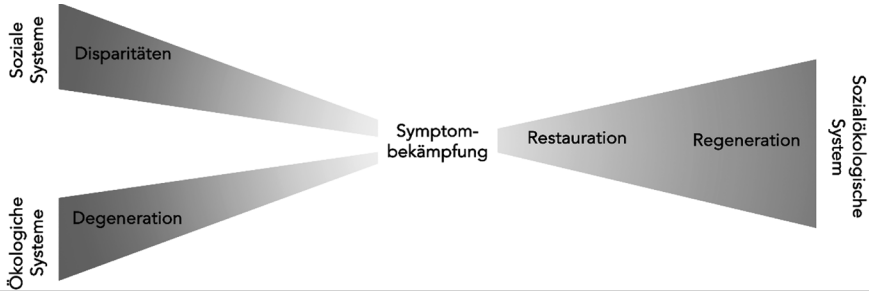 Soziale
Systeme
Disparitäten
Symptom-
bekämpfung
Restauration
Regeneration
Sozialökologische
System
Degeneration
Ökologiche
Systeme